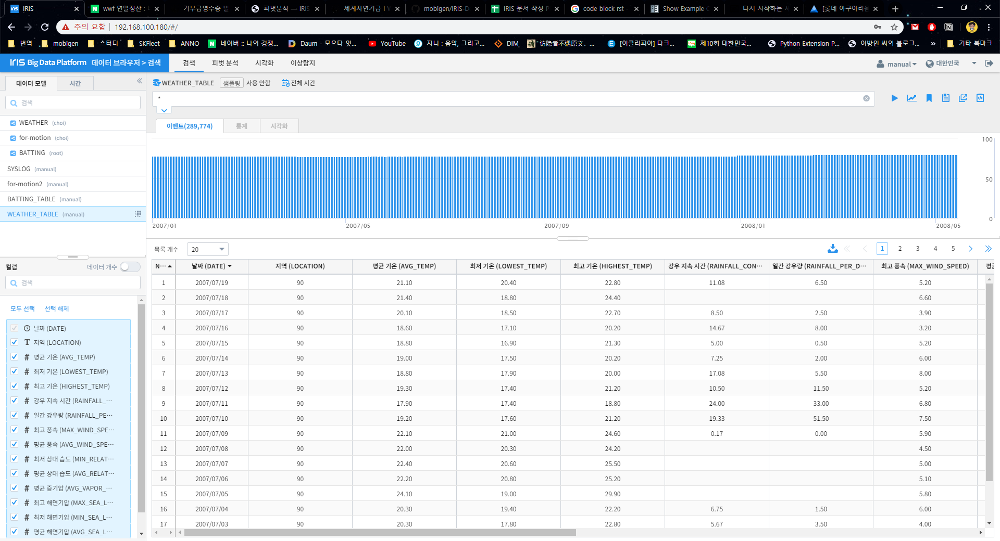 IRIS
wwf 연말정산 : 
기부금영수증 발
피벗분석 — IRIS
세계자연기금 | V
mobigen/IRIS-D
IRIS 문서 작성 P
code block rst -
Show Example C
다시 시작하는 시
[롯데 아쿠아리움
주의 요함 | 192.168.100.180/#/
번역 mobigen 스터디 SKFleet ANNO 네이버 :: 나의 경쟁... Daum - 모으다 잇... YouTube 지니 : 음악, 그리고... DIM 访隐者不遇原文、... [이클리피아] 다크... 제10회 대한민국... Python Extension P... 이방인 씨의 블로그... » 기타 북마크
IRIS Big Data Platform 데이터 브라우저 > 검색 검색 피벗 분석 시각화 이상탐지 manual 대한민국
데이터 모델 시간
검색
WEATHER (choi)
for-motion (choi)
BATTING (root)
SYSLOG (manual)
for-motion2 (manual)
BATTING_TABLE (manual)
WEATHER_TABLE (manual)
컬럼 데이터 개수
검색
모두 선택 선택 해제
날짜 (DATE)
T 지역 (LOCATION)
# 평균 기온 (AVG_TEMP)
# 최저 기온 (LOWEST_TEMP)
# 최고 기온 (HIGHEST_TEMP)
# 강우 지속 시간 (RAINFALL_···
# 일간 강우량 (RAINFALL_PE···
# 최고 풍속 (MAX_WIND_SPE···
# 평균 풍속 (AVG_WIND_SPE···
# 최저 상대 습도 (MIN_RELAT···
# 평균 상대 습도 (AVG_RELAT···
# 평균 증기압 (AVG_VAPOR_···
# 최고 해면기압 (MAX_SEA_L···
# 최저 해면기압 (MIN_SEA_L···
# 평균 해면기압 (AVG_SEA_L···
WEATHER_TABLE 샘플링 사용 안함 전체 시간
*
이벤트(289,774) 통계 시각화
100
50
0
2007/01 2007/05 2007/09 2008/01 2008/05
목록 개수 20 1 2 3 4 5
N··· 날짜 (DATE) 지역 (LOCATION) 평균 기온 (AVG_TEMP) 최저 기온 (LOWEST_TEMP) 최고 기온 (HIGHEST_TEMP) 강우 지속 시간 (RAINFALL_CON··· 일간 강우량 (RAINFALL_PER_D··· 최고 풍속 (MAX_WIND_SPEED) 평균
1 2007/07/19 90 21.10 20.40 22.80 11.08 6.50 5.20
2 2007/07/18 90 21.40 18.80 24.40 6.60
3 2007/07/17 90 20.10 18.50 22.70 8.50 2.50 3.90
4 2007/07/16 90 18.60 17.10 20.20 14.67 8.00 3.20
5 2007/07/15 90 18.80 16.90 21.30 5.00 0.50 5.20
6 2007/07/14 90 19.00 17.50 20.20 7.25 2.00 6.00
7 2007/07/13 90 18.80 17.90 20.00 17.08 5.50 8.00
8 2007/07/12 90 19.30 17.40 21.20 10.50 11.50 5.20
9 2007/07/11 90 17.90 17.40 18.80 24.00 33.00 6.80
10 2007/07/10 90 19.20 17.60 21.20 19.33 51.50 7.50
11 2007/07/09 90 22.10 21.00 24.60 0.17 0.00 5.90
12 2007/07/08 90 22.00 20.30 24.20 4.50
13 2007/07/07 90 22.40 20.60 25.50 5.00
14 2007/07/06 90 22.20 20.80 25.20 5.10
15 2007/07/05 90 24.10 19.00 29.90 5.80
16 2007/07/04 90 20.30 19.40 22.20 6.75 1.50 6.00
17 2007/07/03 90 20.30 17.80 22.80 5.67 3.50 4.00